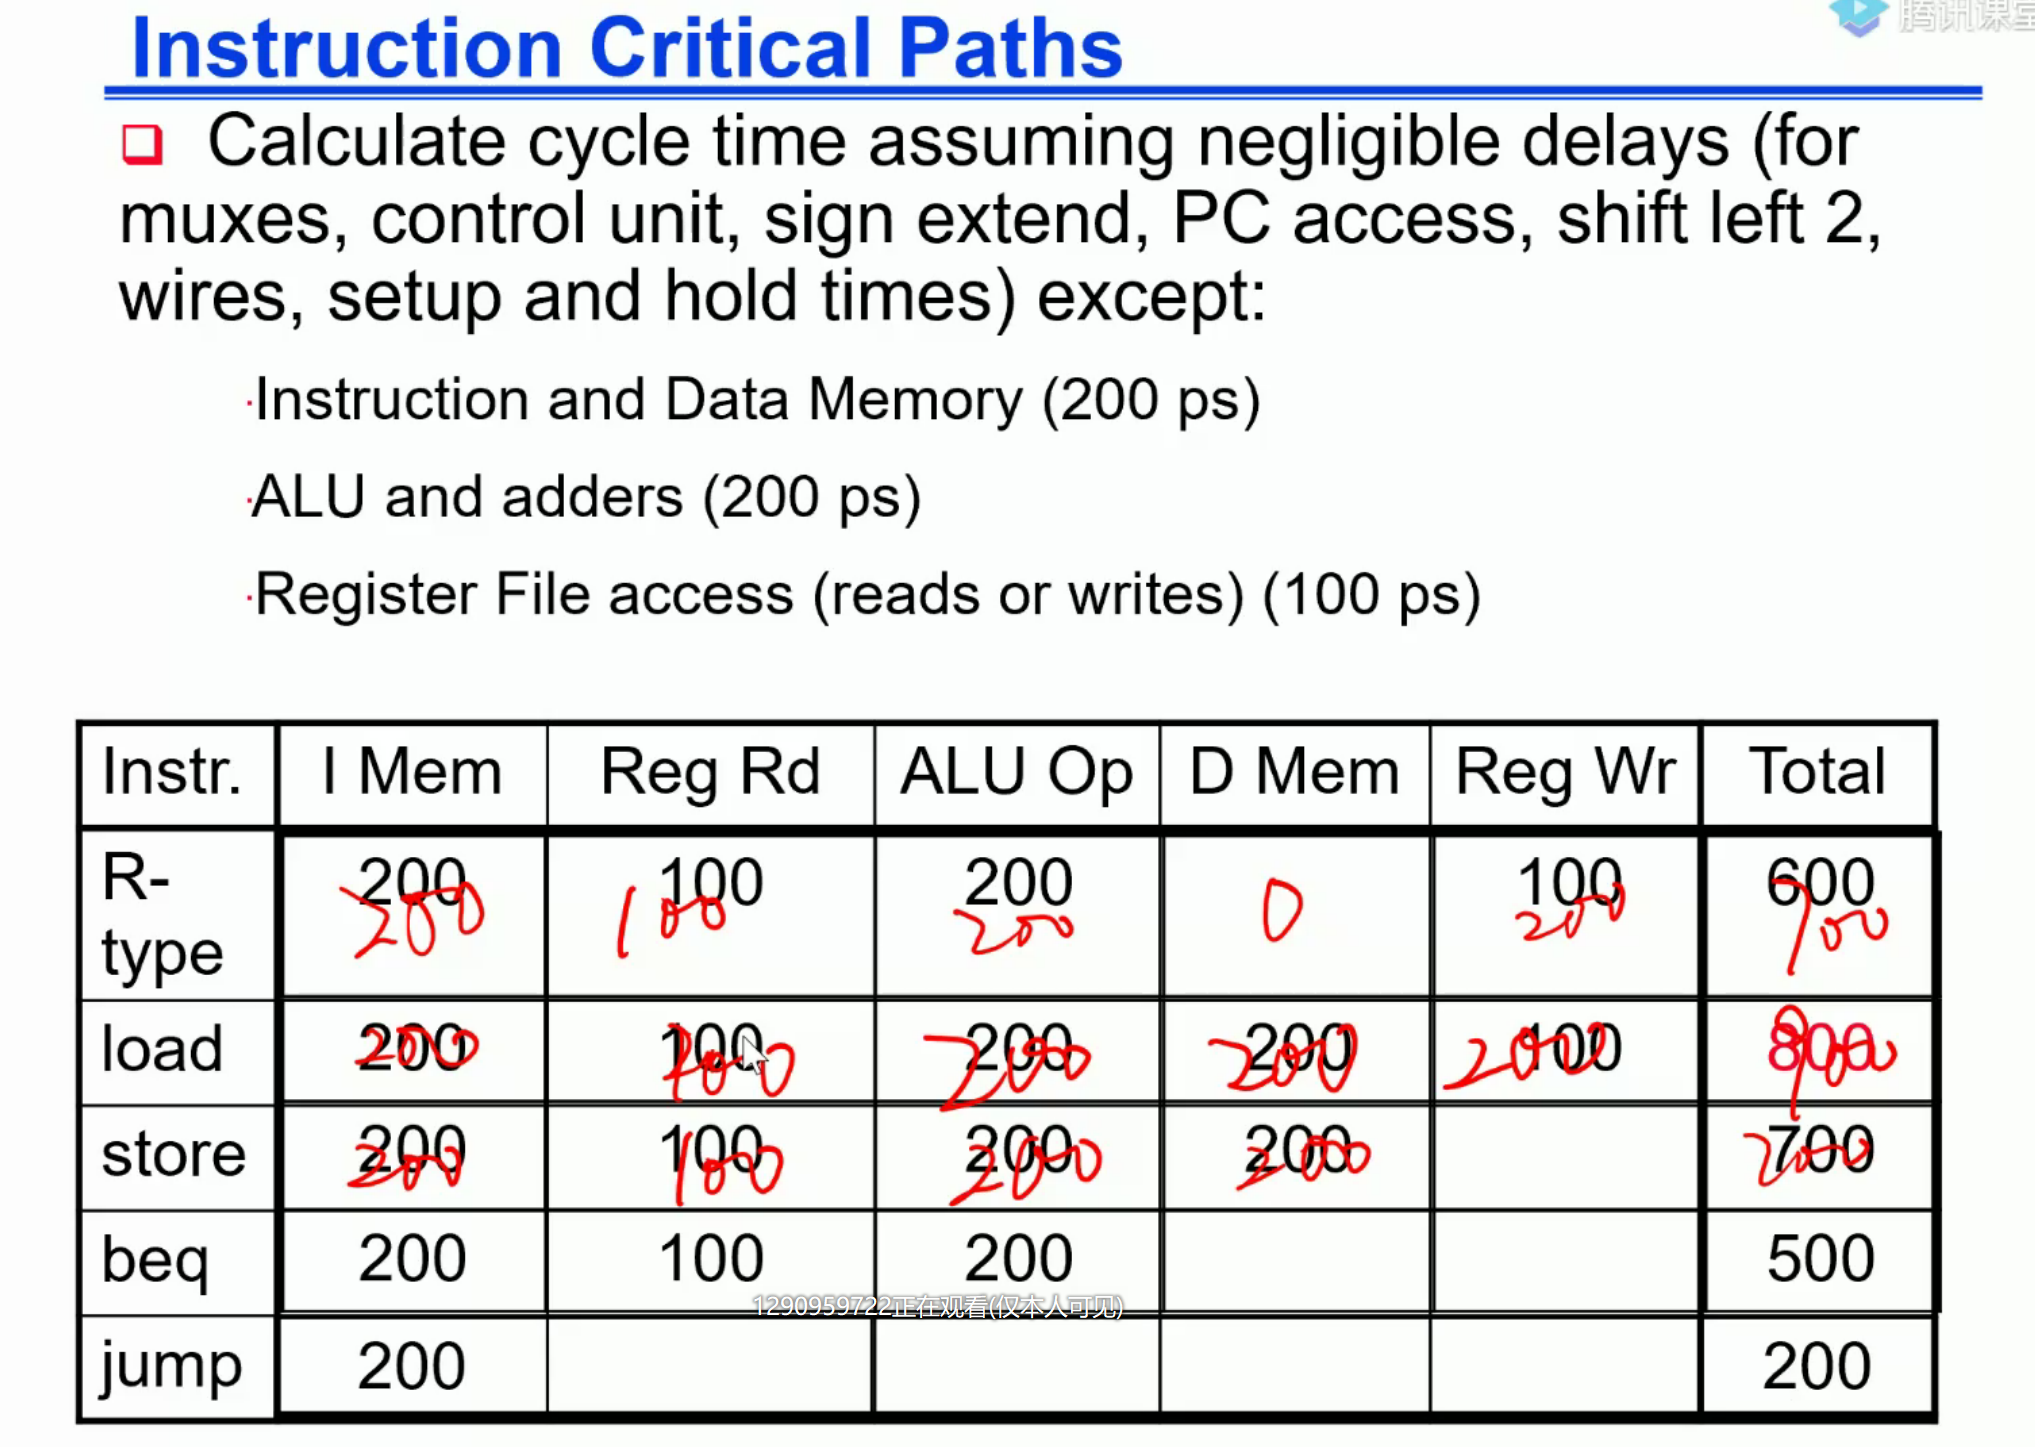 腾讯课堂
Instruction Critical Paths
Calculate cycle time assuming negligible delays (for
muxes, control unit, sign extend, PC access, shift left 2,
wires, setup and hold times) except:
·Instruction and Data Memory (200 ps)
·ALU and adders (200 ps)
·Register File access (reads or writes) (100 ps)
Instr. I Mem Reg Rd ALU Op D Mem Reg Wr Total
R-
type 200 100 200 100 600
200 100 200 0 200 700
load 200 100 200 200 100 800
200 100 200 200 200 900
store 200 100 200 200 700
200 100 200 200 700
beq 200 100 200 500
1290959722正在观看(仅本人可见)
jump 200 200